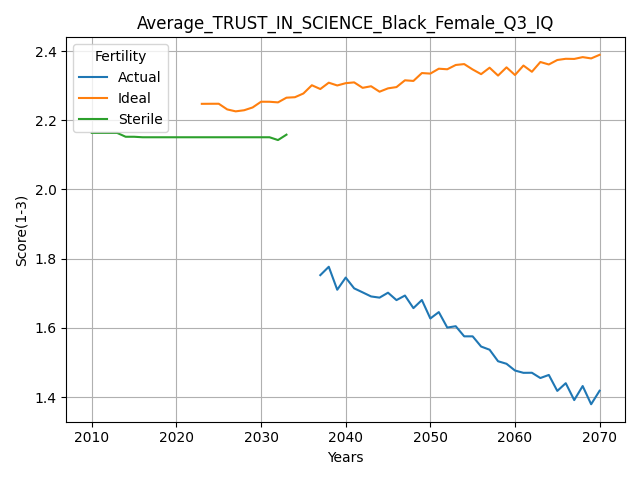 Average_TRUST_IN_SCIENCE_Black_Female_Q3_IQ
Fertility
Actual
Ideal
Sterile
Score(1-3)
2.4
2.2
2.0
1.8
1.6
1.4
2010 2020 2030 2040 2050 2060 2070
Years